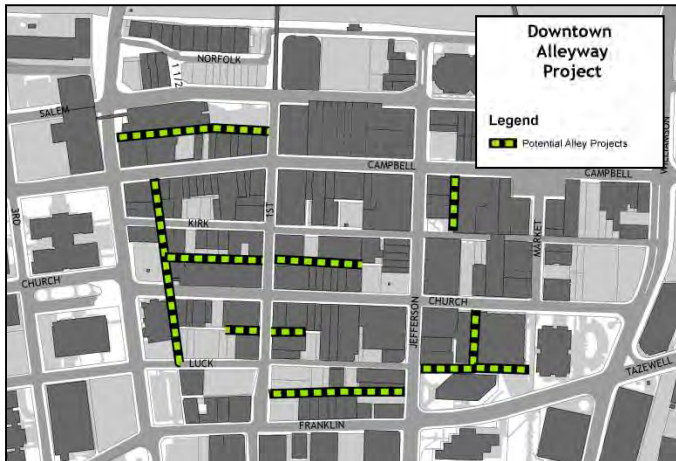 Downtown
Alleyway
Project
Legend
Potential Alley Projects
NORFOLK
1 1/2
SALEM
CAMPBELL
CAMPBELL
WILLIAMSON
1ST
3RD
KIRK
MARKET
CHURCH
CHURCH
JEFFERSON
LUCK
TAZEWELL
FRANKLIN